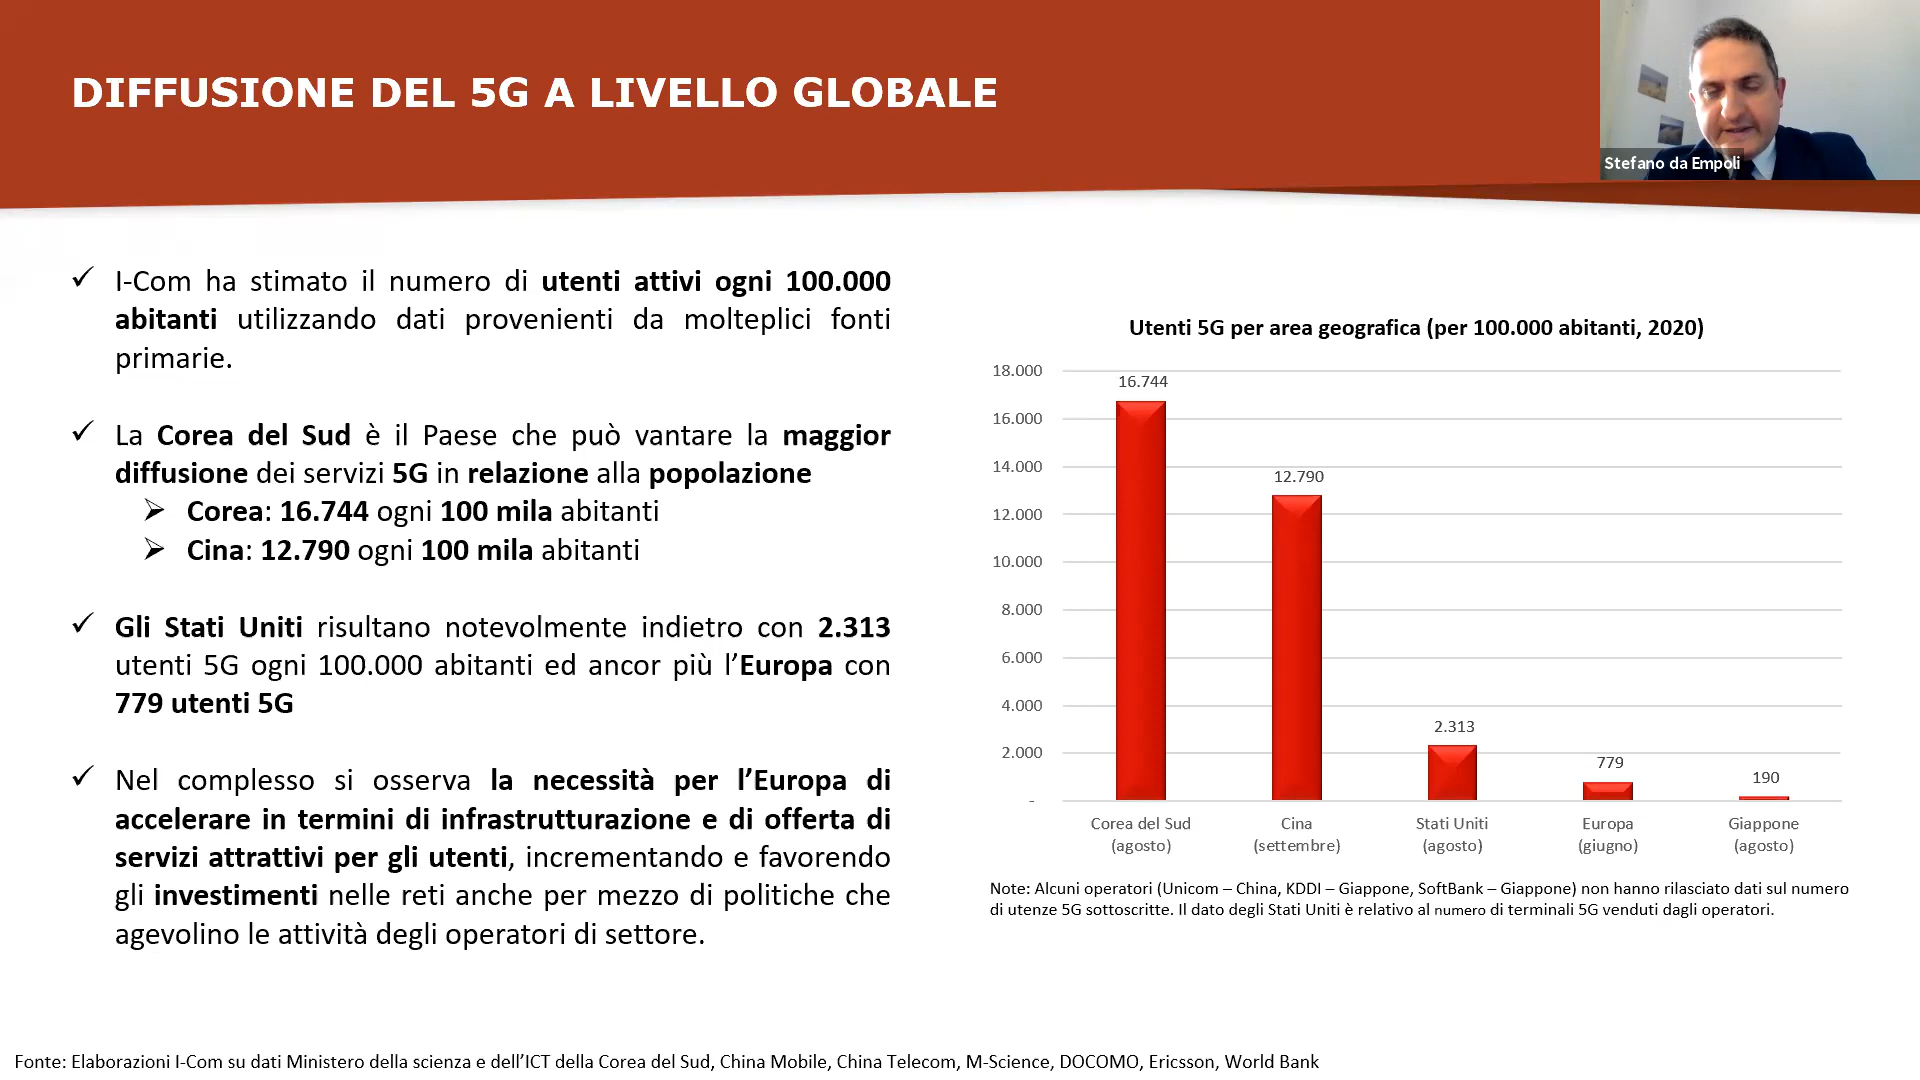 DIFFUSIONE DEL 5G A LIVELLO GLOBALE
Stefano da Empoli
✓ I-Com ha stimato il numero di utenti attivi ogni 100.000
abitanti utilizzando dati provenienti da molteplici fonti
primarie.
✓ La Corea del Sud è il Paese che può vantare la maggior
diffusione dei servizi 5G in relazione alla popolazione
➢ Corea: 16.744 ogni 100 mila abitanti
➢ Cina: 12.790 ogni 100 mila abitanti
✓ Gli Stati Uniti risultano notevolmente indietro con 2.313
utenti 5G ogni 100.000 abitanti ed ancor più l’Europa con
779 utenti 5G
✓ Nel complesso si osserva la necessità per l’Europa di
accelerare in termini di infrastrutturazione e di offerta di
servizi attrattivi per gli utenti, incrementando e favorendo
gli investimenti nelle reti anche per mezzo di politiche che
agevolino le attività degli operatori di settore.
Utenti 5G per area geografica (per 100.000 abitanti, 2020)
18.000
16.000
14.000
12.000
10.000
8.000
6.000
4.000
2.000
-
16.744
12.790
2.313
779
190
Corea del Sud
(agosto)
Cina
(settembre)
Stati Uniti
(agosto)
Europa
(giugno)
Giappone
(agosto)
Note: Alcuni operatori (Unicom – China, KDDI – Giappone, SoftBank – Giappone) non hanno rilasciato dati sul numero
di utenze 5G sottoscritte. Il dato degli Stati Uniti è relativo al numero di terminali 5G venduti dagli operatori.
Fonte: Elaborazioni I-Com su dati Ministero della scienza e dell’ICT della Corea del Sud, China Mobile, China Telecom, M-Science, DOCOMO, Ericsson, World Bank